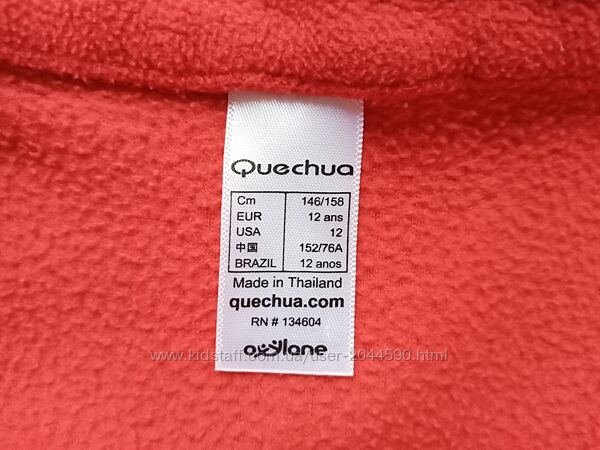 Quechua
Cm 146/158
EUR 12 ans
USA 12
中国 152/76A
BRAZIL 12 anos
Made in Thailand
quechua.com
RN # 134604
oxylane
www.kidstaff.com.ua/user-2044590.html